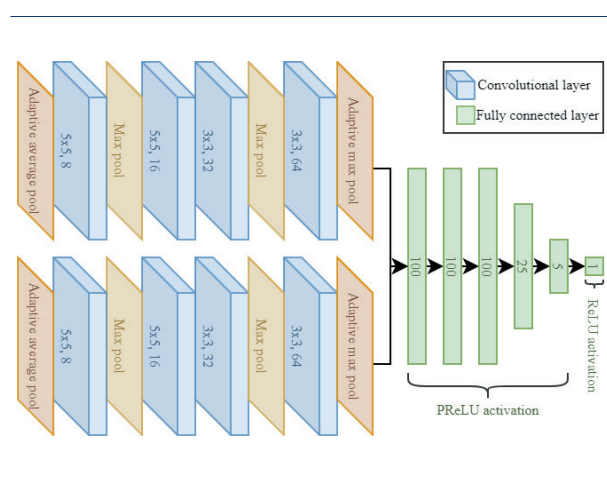 Convolutional layer
Fully connected layer
Adaptive average pool
5x5, 8
Max pool
5x5, 16
3x3, 32
Max pool
3x3, 64
Adaptive max pool
Adaptive average pool
5x5, 8
Max pool
5x5, 16
3x3, 32
Max pool
3x3, 64
Adaptive max pool
100
100
100
25
5
1
PReLU activation
ReLU activation